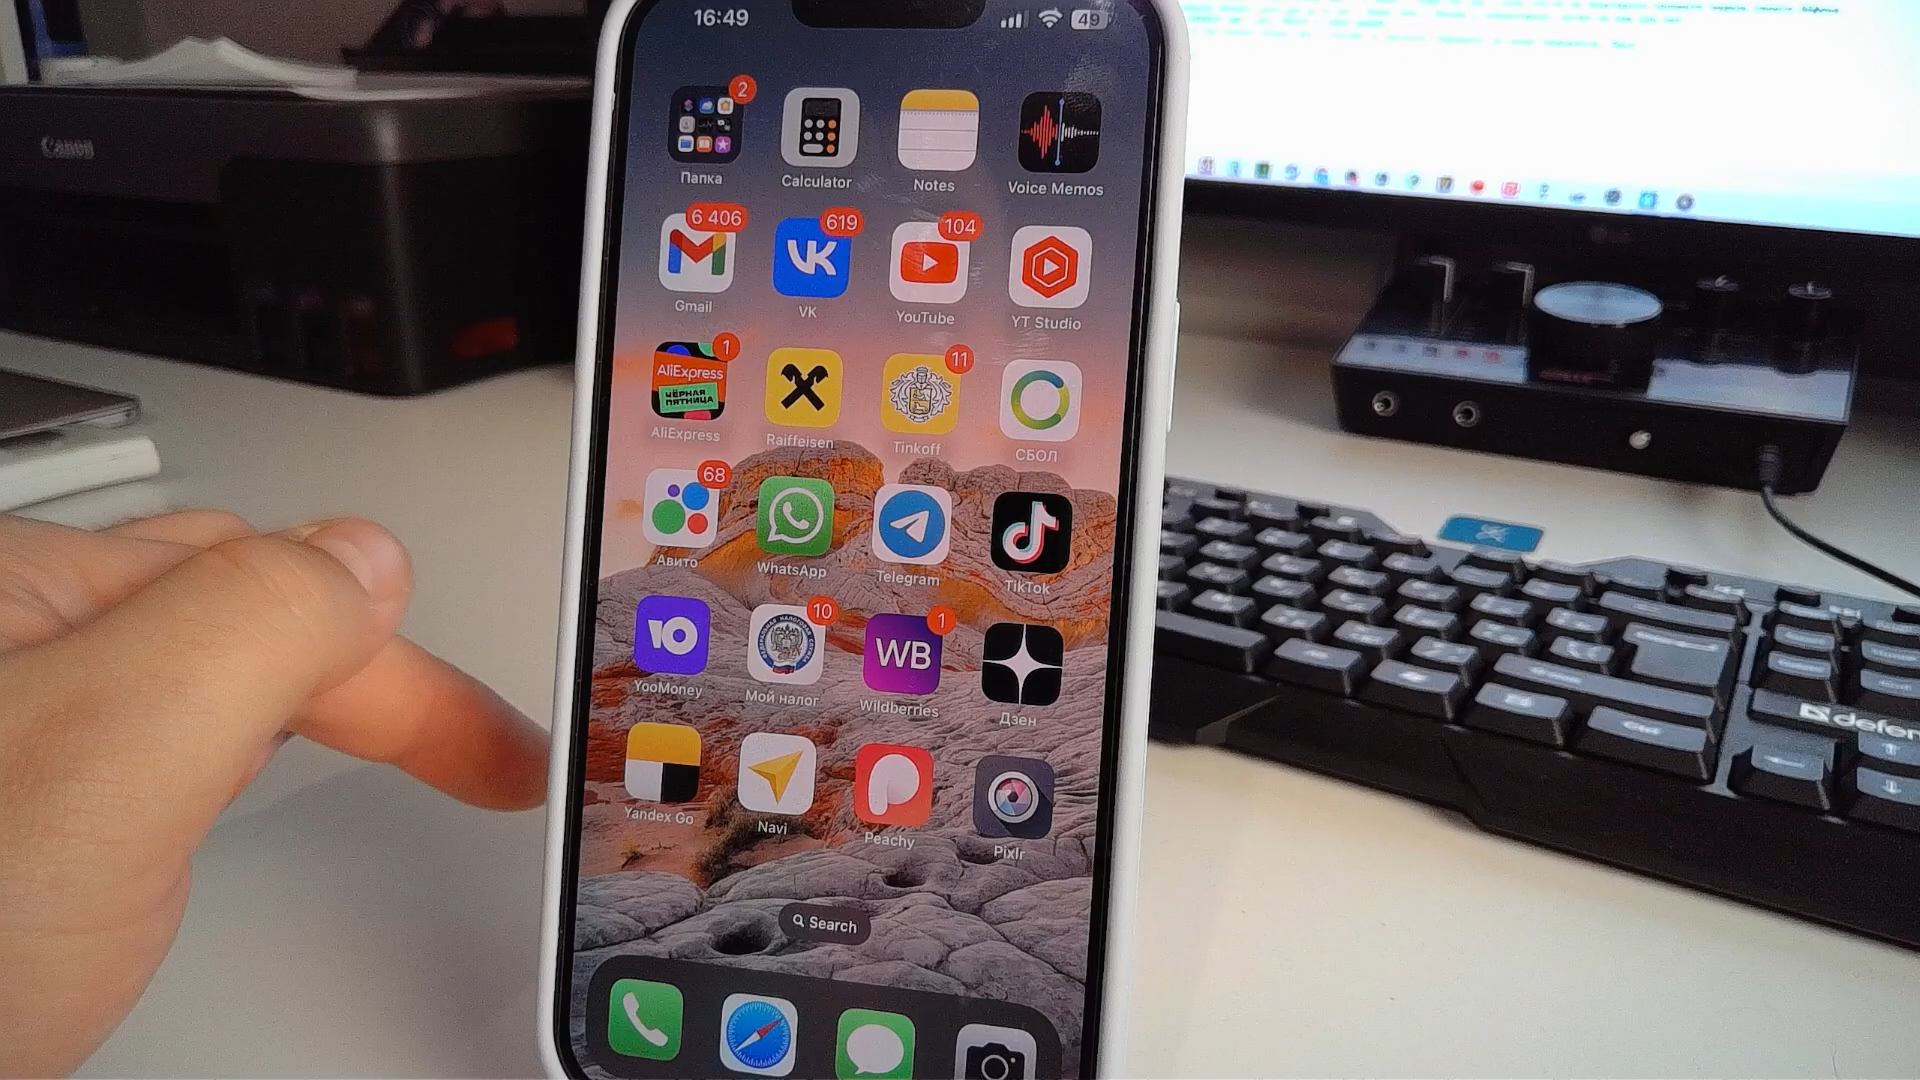 16:49
49
Canon
2
Папка
Calculator
Notes
Voice Memos
6 406
Gmail
619
VK
VK
104
YouTube
YT Studio
1
AliExpress
ЧЁРНАЯ
ПЯТНИЦА
AliExpress
Raiffeisen
11
Tinkoff
СБОЛ
68
Авито
WhatsApp
Telegram
TikTok
YooMoney
10
Мой налог
1
WB
Wildberries
Дзен
Yandex Go
Navi
Peachy
Pixlr
Search
defen